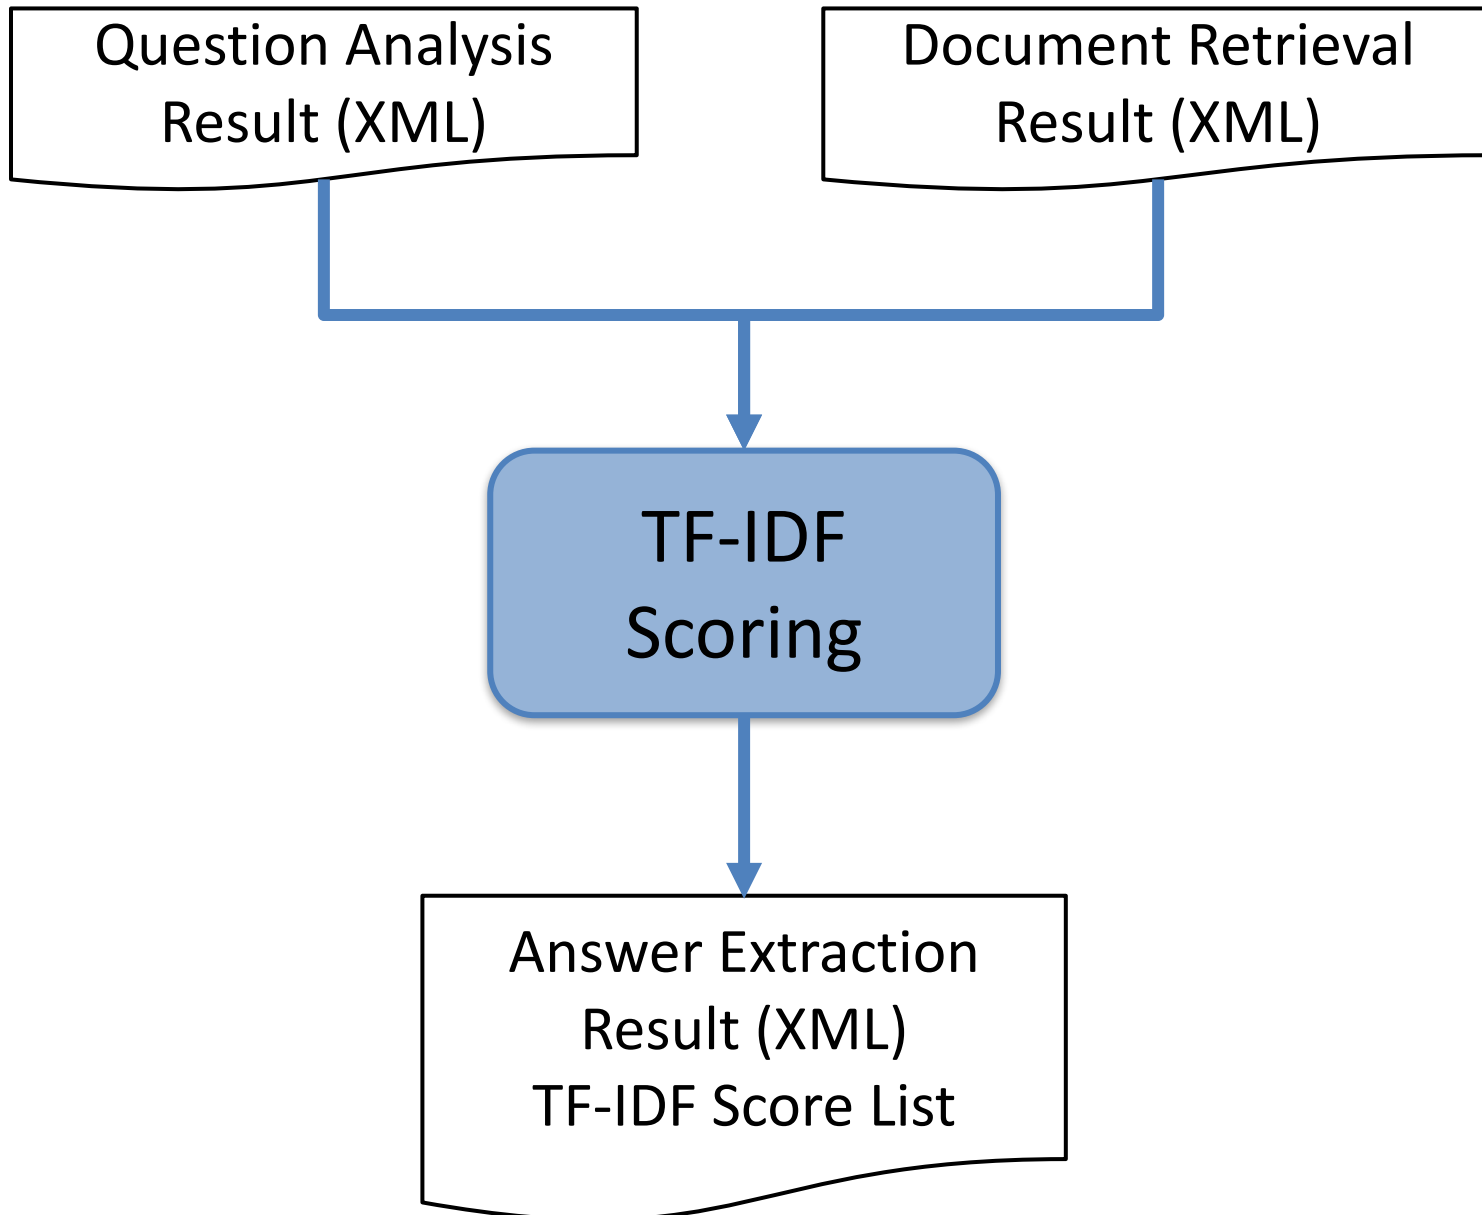 Question Analysis
Result (XML)
Document Retrieval
Result (XML)
TF-IDF
Scoring
Answer Extraction
Result (XML)
TF-IDF Score List